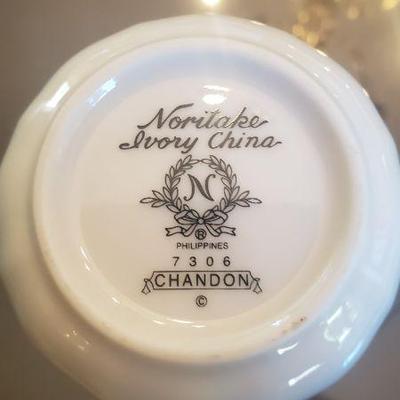 Noritake
Ivory China
N
®
PHILIPPINES
7306
CHANDON
©